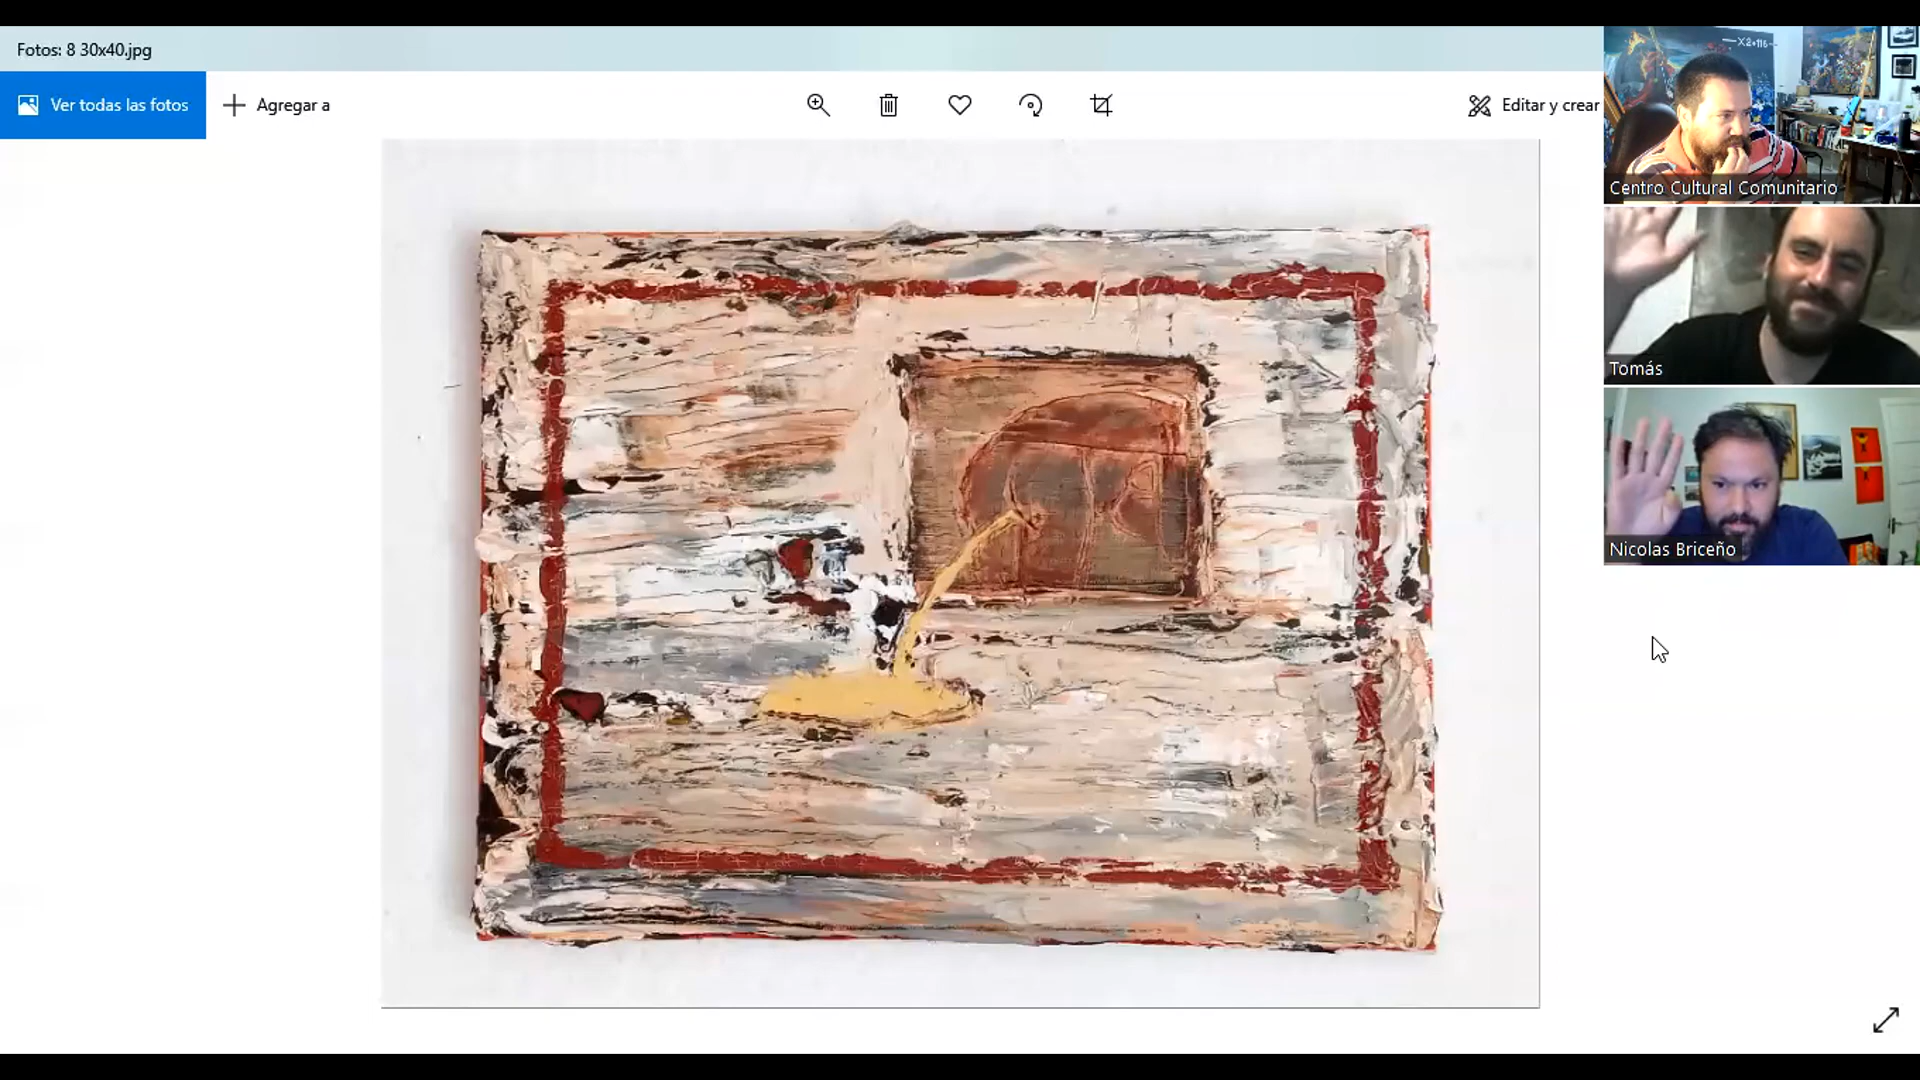 Fotos: 8 30x40.jpg
Ver todas las fotos
Agregar a
Editar y crear
Centro Cultural Comunitario
Tomás
Nicolas Briceño